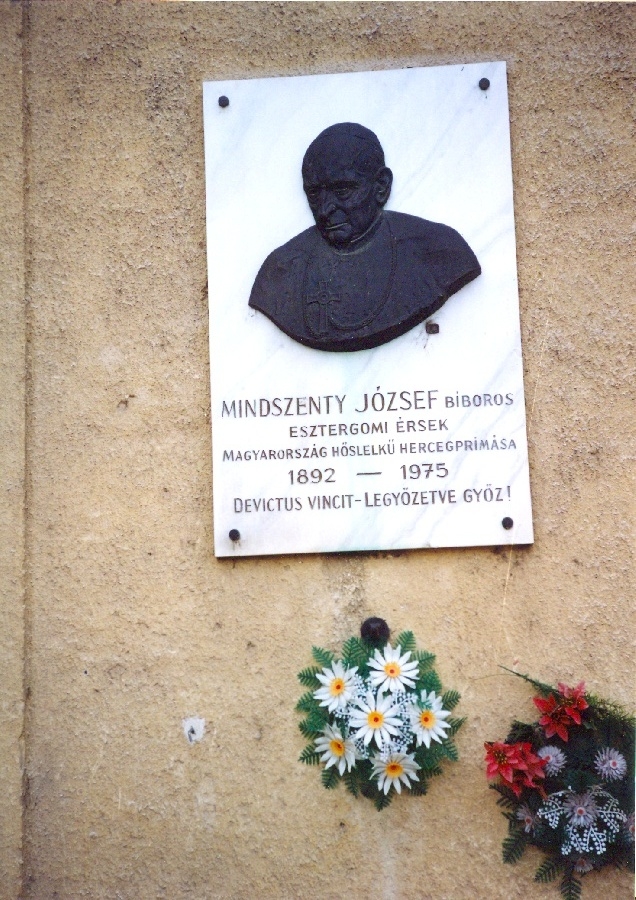 MINDSZENTY JÓZSEF BÍBOROS
ESZTERGOMI ÉRSEK
MAGYARORSZÁG HŐSLELKŰ HERCEGPRÍMÁSA
1892 — 1975
DEVICTUS VINCIT-LEGYŐZETVE GYŐZ!